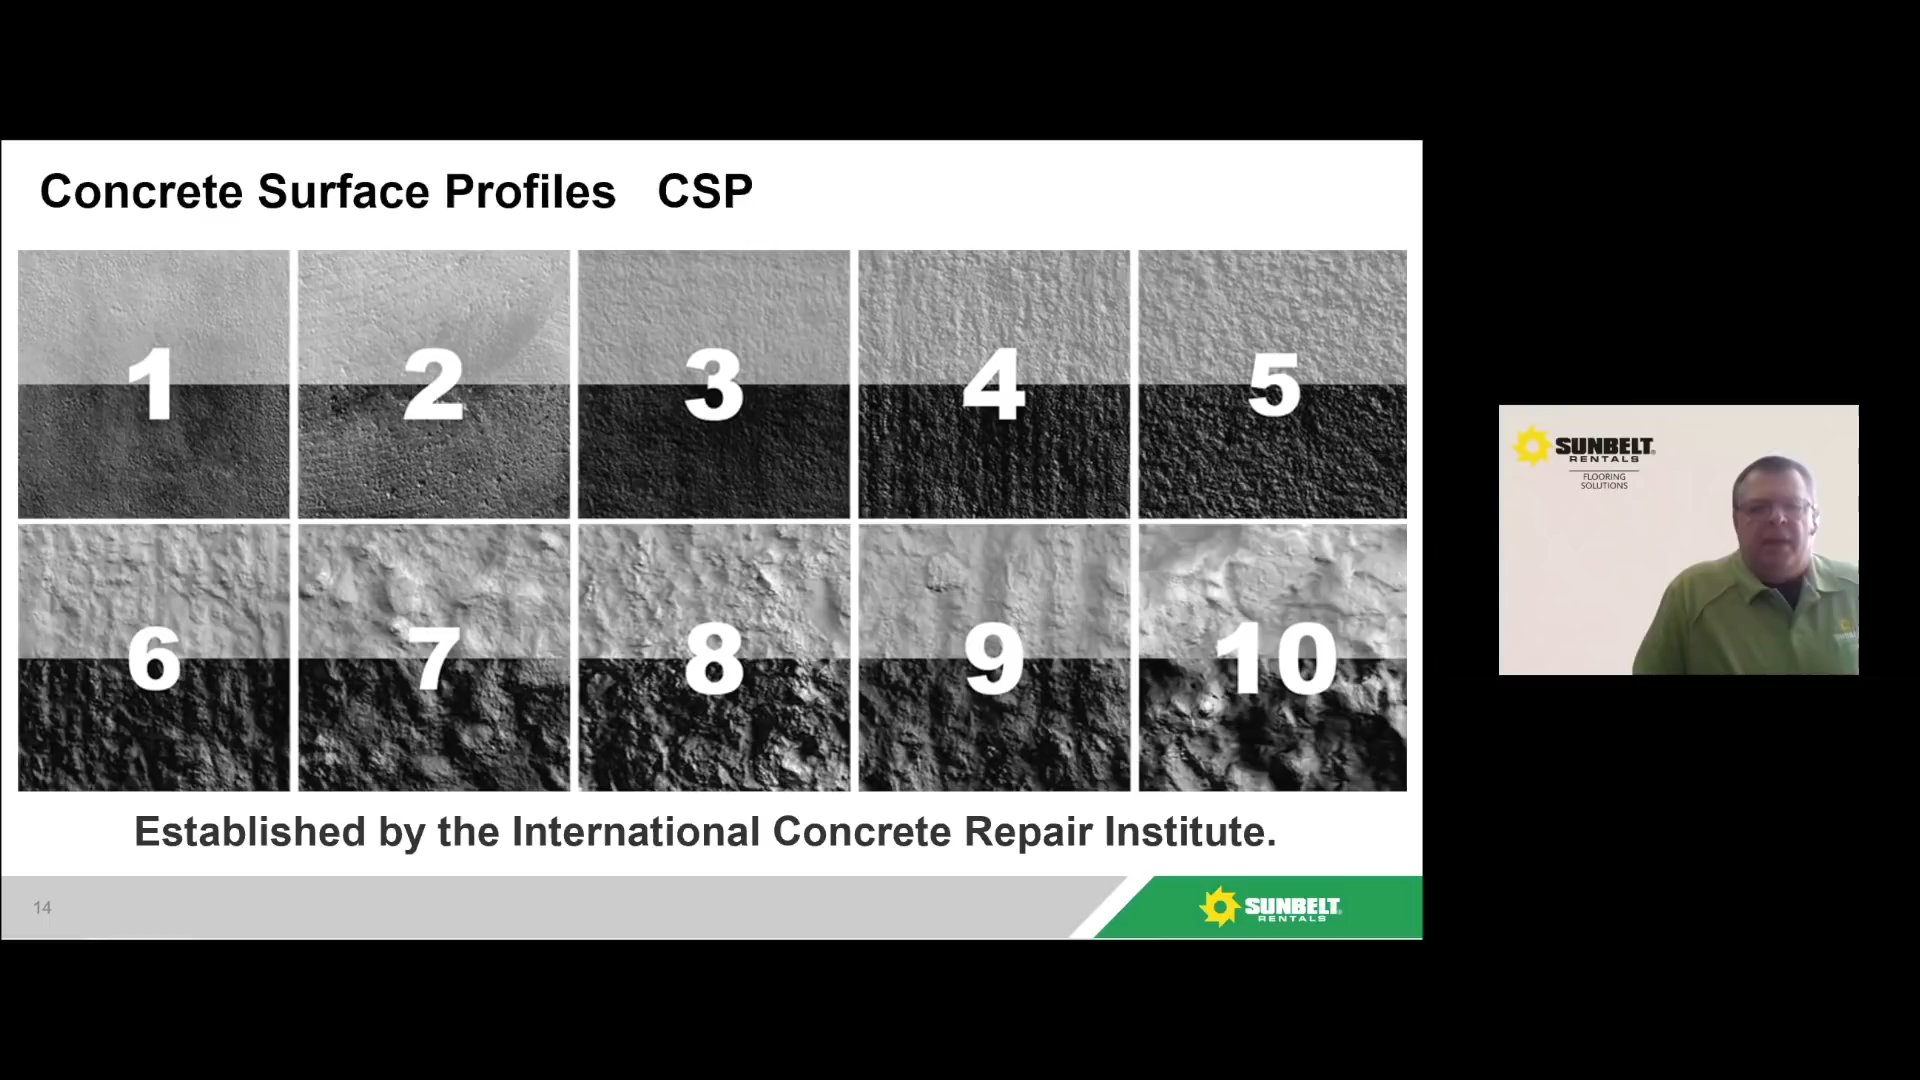 Concrete Surface Profiles CSP
1 2 3 4 5
6 7 8 9 10
Established by the International Concrete Repair Institute.
14
SUNBELT
RENTALS
SUNBELT
RENTALS
FLOORING
SOLUTIONS